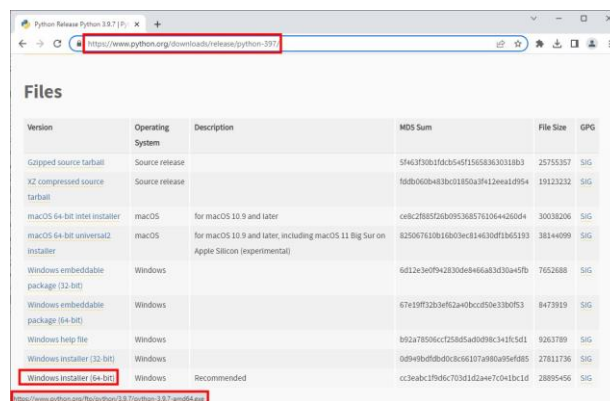 Python Release Python 3.9.7 | Py
https://www.python.org/downloads/release/python-397/
Files
Version Operating System Description MD5 Sum File Size GPG
Gzipped source tarball Source release 5f463f30b1fdcb545f156583630318b3 25755357 SIG
XZ compressed source tarball Source release fddb060b483bc01850a3f412eea1d954 19123232 SIG
macOS 64-bit Intel installer macOS for macOS 10.9 and later ce8c2f885f26b09536857610644260d4 30038206 SIG
macOS 64-bit universal2 installer macOS for macOS 10.9 and later, including macOS 11 Big Sur on Apple Silicon (experimental) 825067610b16b03ec814630df1b65193 38144099 SIG
Windows embeddable package (32-bit) Windows 6d12e3e0f942830de8466a83d30a45fb 7652688 SIG
Windows embeddable package (64-bit) Windows 67e19ff32b3ef62a40bccd50e33b0f53 8473919 SIG
Windows help file Windows b92a78506ccf258d5ad0d98c341fc5d1 9263789 SIG
Windows installer (32-bit) Windows 0d949bdfdbd0c8c66107a980a95efd85 27811736 SIG
Windows installer (64-bit) Windows Recommended cc3eabc1f9d6c703d1d2a4e7c041bc1d 28895456 SIG
https://www.python.org/ftp/python/3.9.7/python-3.9.7-amd64.exe